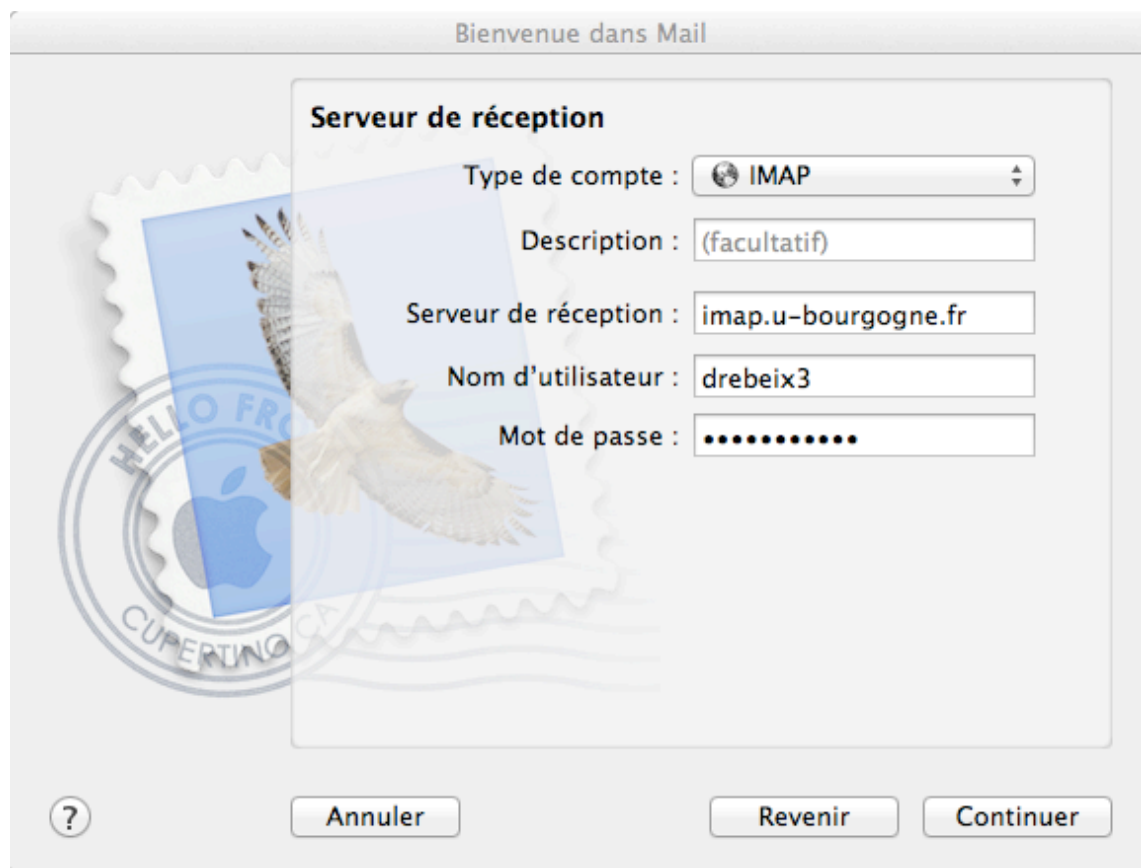 Bienvenue dans Mail
Serveur de réception
Type de compte : IMAP
Description : (facultatif)
Serveur de réception : imap.u-bourgogne.fr
Nom d'utilisateur : drebeix3
Mot de passe : •••••••••••
HELLO FRO
CUPERTINO CA
? Annuler Revenir Continuer